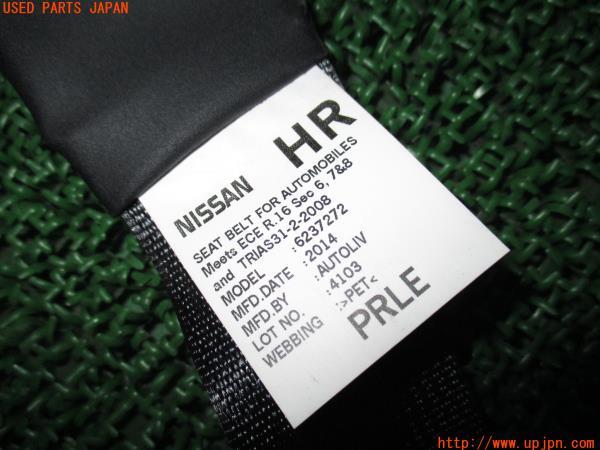 USED PARTS JAPAN
NISSAN HR
SEAT BELT FOR AUTOMOBILES
Meets ECE R.16 Sea 6, 7&8
and TRIAS31-2-2008
MODEL :6237272
MFD.DATE :2014
MFD.BY :AUTOLIV
LOT NO. :4103
WEBBING :>PET<
PRLE
http://www.upjpn.com/